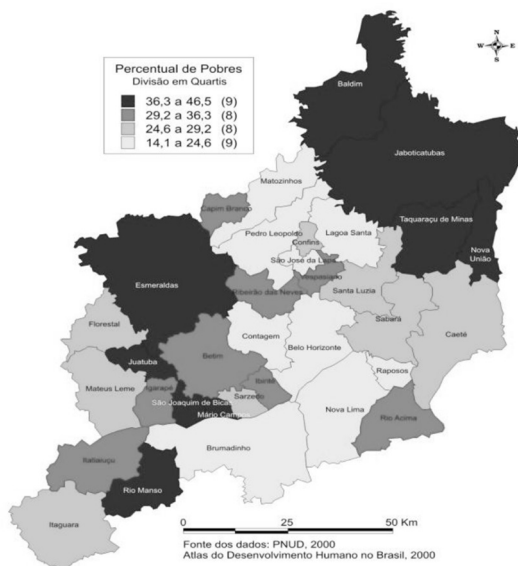 N
W E
S
Percentual de Pobres
Divisão em Quartis
36,3 a 46,5 (9)
29,2 a 36,3 (8)
24,6 a 29,2 (8)
14,1 a 24,6 (9)
Baldim
Jaboticatubas
Matozinhos
Capim Branco
Taquaraçu de Minas
Pedro Leopoldo
Confins
Lagoa Santa
Nova
União
São José da Lapa
Vespasiano
Esmeraldas
Ribeirão das Neves
Santa Luzia
Florestal
Sabará
Contagem
Caeté
Belo Horizonte
Betim
Juatuba
Raposos
Mateus Leme
Igarapé
Ibirité
São Joaquim de Bicas
Sarzedo
Mário Campos
Nova Lima
Rio Acima
Brumadinho
Itatiaiuçu
Rio Manso
Itaguara
0 25 50 Km
Fonte dos dados: PNUD, 2000
Atlas do Desenvolvimento Humano no Brasil, 2000